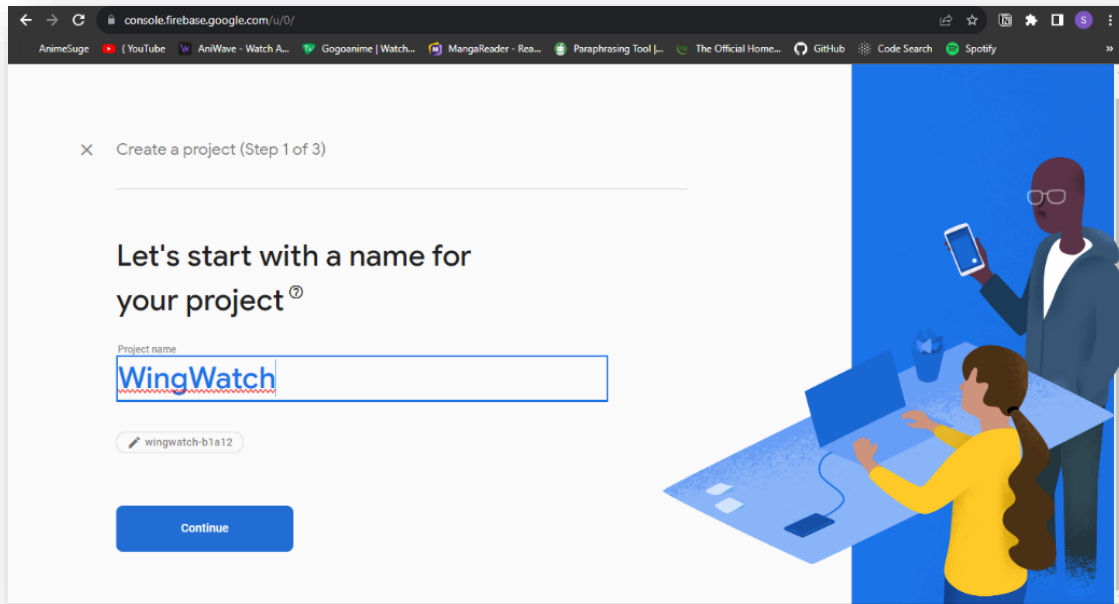 console.firebase.google.com/u/0/
AnimeSuge ( YouTube AniWave - Watch A... Gogoanime | Watch... MangaReader - Rea... Paraphrasing Tool |... The Official Home... GitHub Code Search Spotify »
S
Create a project (Step 1 of 3)
Let's start with a name for
your project
Project name
WingWatch
wingwatch-b1a12
Continue